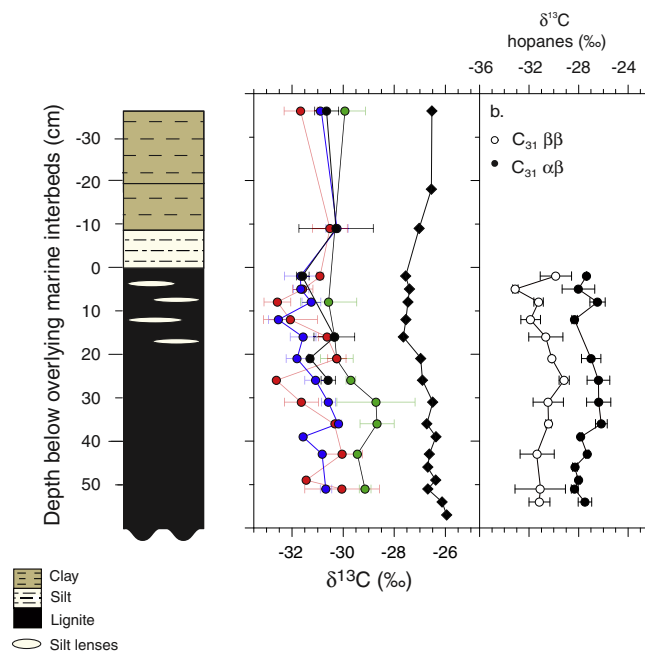 δ¹³C
hopanes (‰)
-36 -32 -28 -24
b.
C₃₁ ββ
C₃₁ αβ
Depth below overlying marine interbeds (cm)
-30
-20
-10
0
10
20
30
40
50
-32 -30 -28 -26
δ¹³C (‰)
Clay
Silt
Lignite
Silt lenses